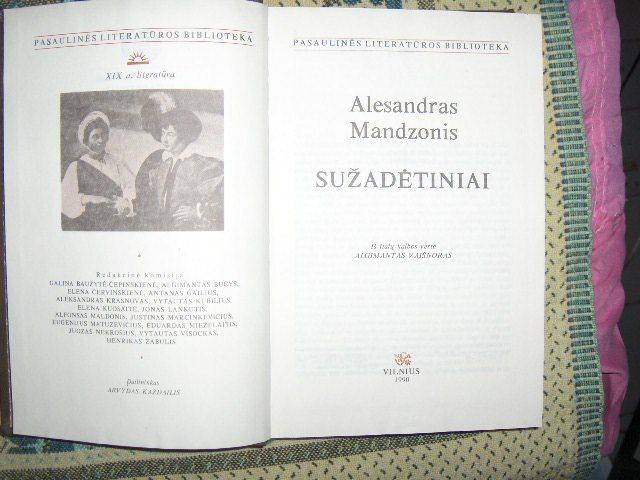 PASAULINĖS LITERATŪROS BIBLIOTEKA
XIX a. literatūra
Redakcinė komisija
GALINA BAUŽYTĖ-ČEPINSKIENĖ, ALGIMANTAS BUČYS,
ELENA ČERVINSKIENĖ, ANTANAS GAILIUS,
ALEKSANDRAS KRASNOVAS, VYTAUTAS KUBILIUS,
ELENA KUOSAITĖ, JONAS LANKUTIS,
ALFONSAS MALDONIS, JUSTINAS MARCINKEVIČIUS,
EUGENIJUS MATUZEVIČIUS, EDUARDAS MIEŽELAITIS,
JUOZAS NEKROŠIUS, VYTAUTAS VISOCKAS,
HENRIKAS ZABULIS
Dailininkas
ARVYDAS KAŽDAILIS
PASAULINĖS LITERATŪROS BIBLIOTEKA
Alesandras
Mandzonis
SUŽADĖTINIAI
Iš italų kalbos vertė
ALGIMANTAS VAIŠNORAS
VILNIUS
1990